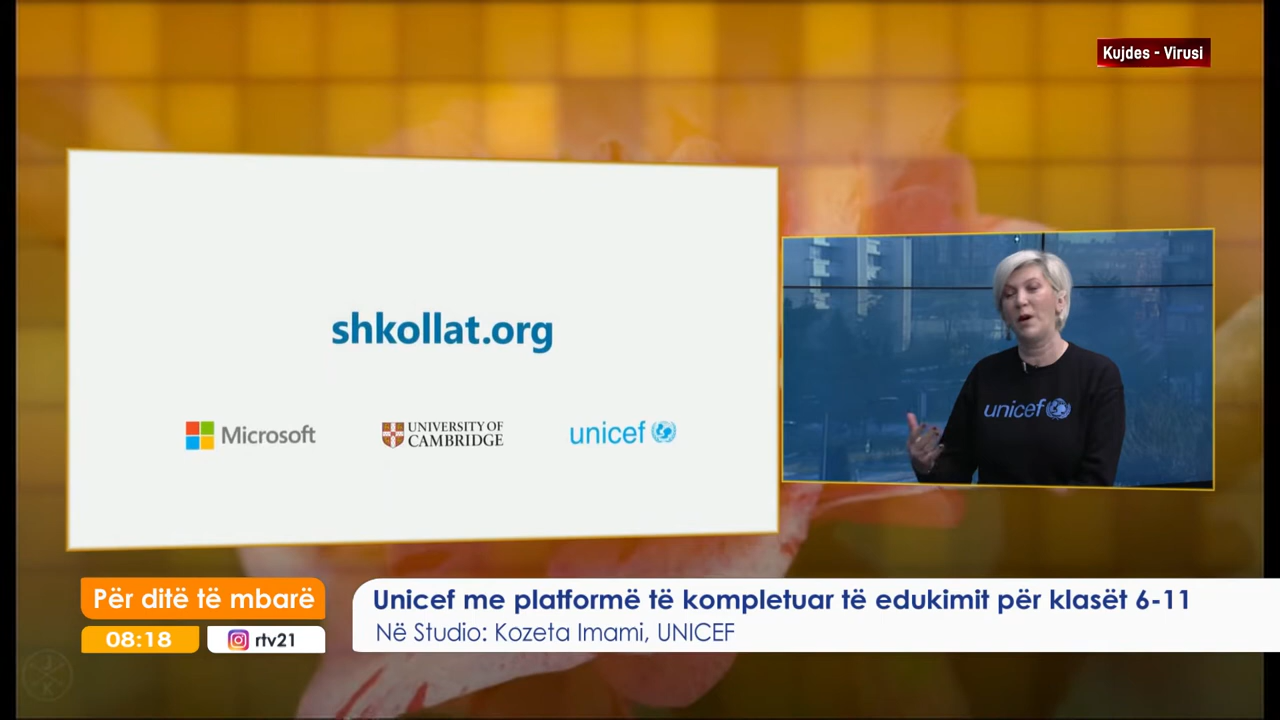 Kujdes - Virusi
shkollat.org
Microsoft
UNIVERSITY OF
CAMBRIDGE
unicef
unicef
Për ditë të mbarë
08:18
rtv21
Unicef me platformë të kompletuar të edukimit për klasët 6-11
Në Studio: Kozeta Imami, UNICEF